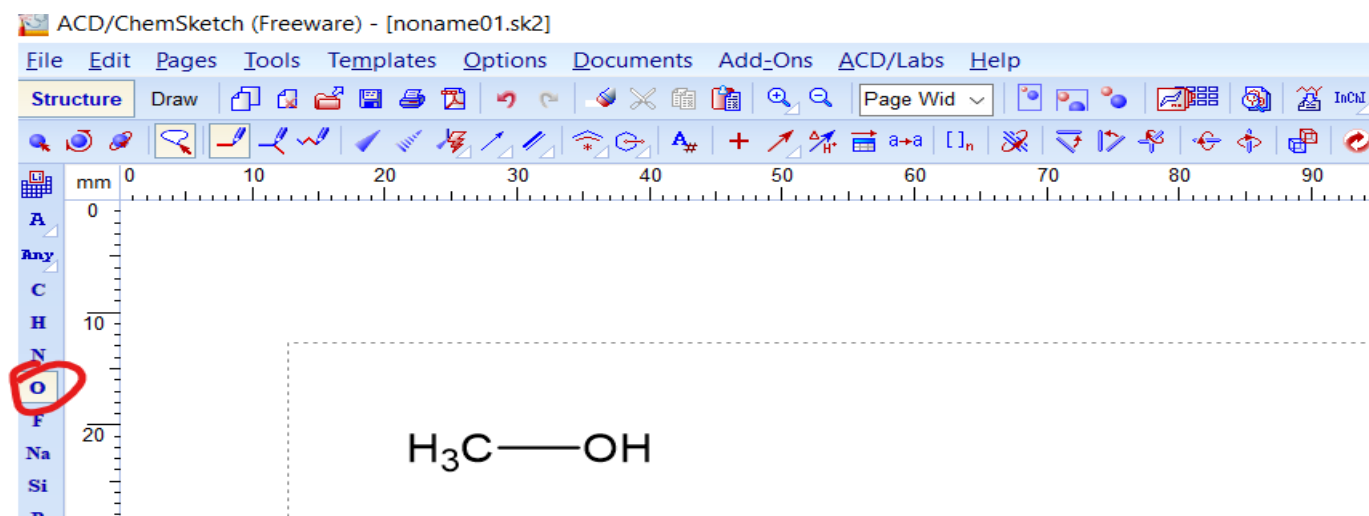 ACD/ChemSketch (Freeware) - [noname01.sk2]
File Edit Pages Tools Templates Options Documents Add-Ons ACD/Labs Help
Structure Draw Page Wid InChI
A# + H+ a→a []n
Li mm 0 10 20 30 40 50 60 70 80 90
0
A
Any
C
H
10
N
O
F
20
Na
H₃C—OH
Si